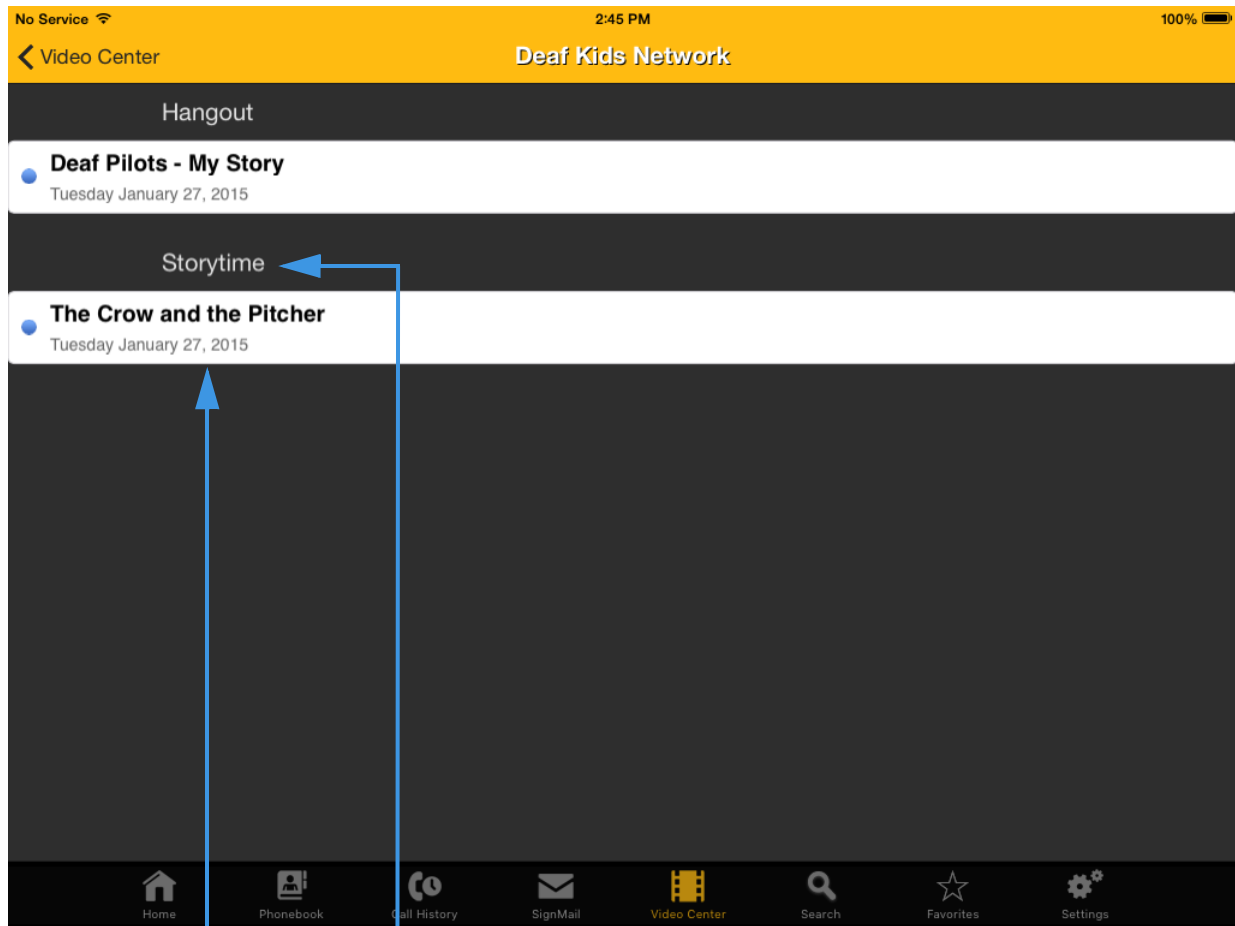 No Service 2:45 PM 100%
Video Center Deaf Kids Network
Hangout
Deaf Pilots - My Story
Tuesday January 27, 2015
Storytime
The Crow and the Pitcher
Tuesday January 27, 2015
Home Phonebook Call History SignMail Video Center Search Favorites Settings